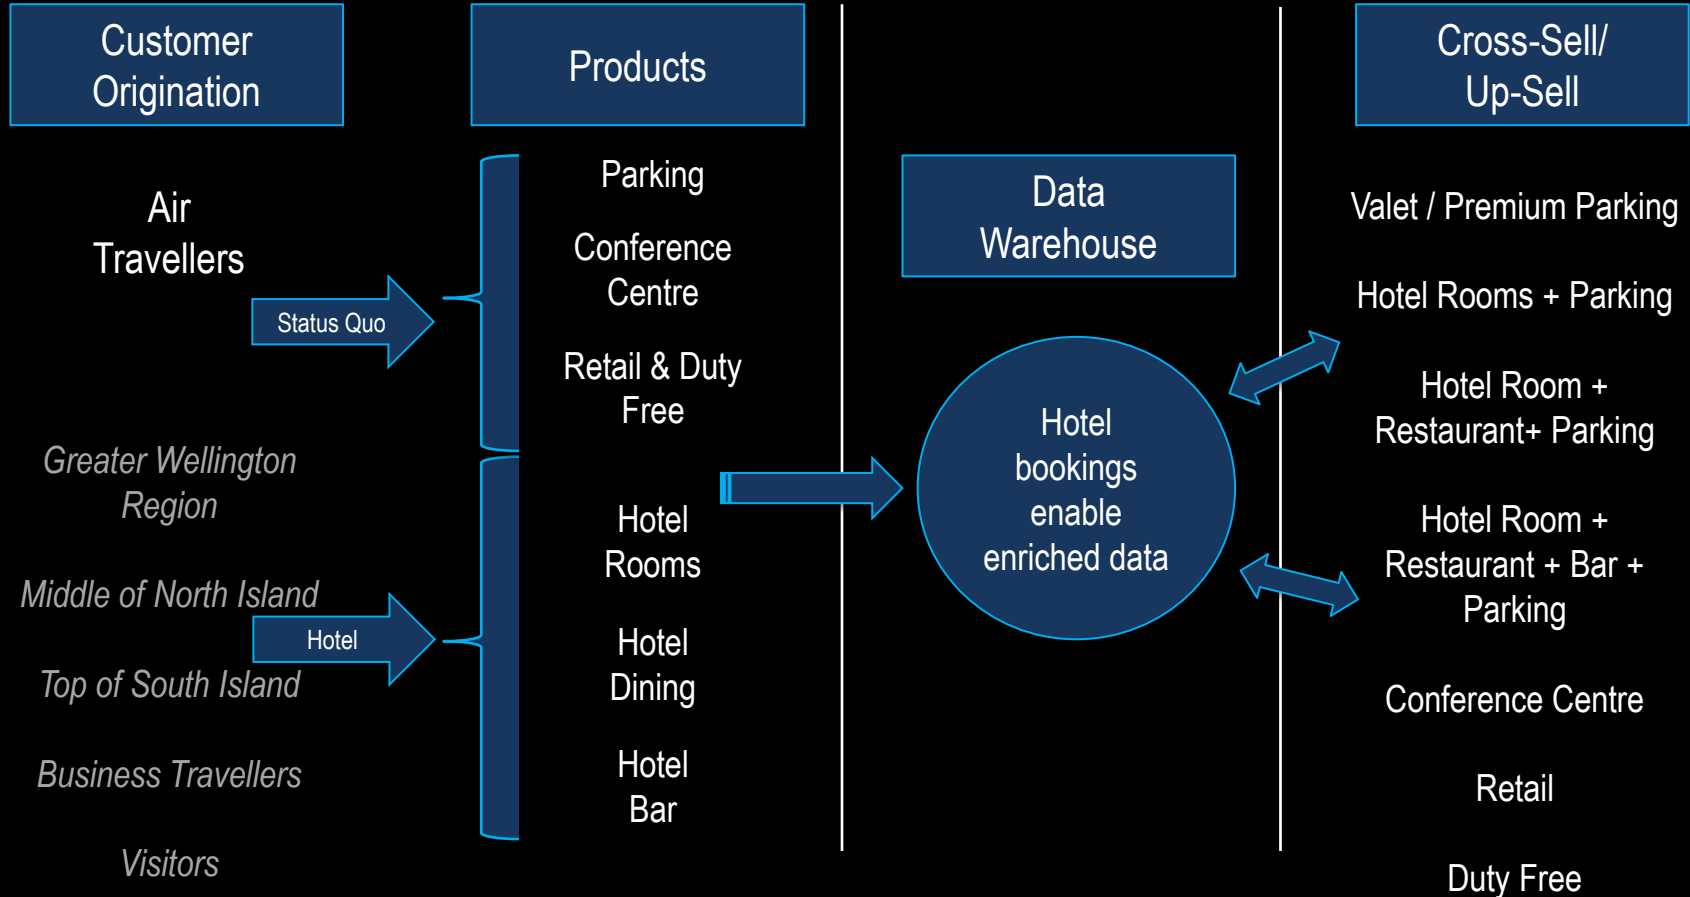 Customer
Origination
Products
Cross-Sell/
Up-Sell
Air
Travellers
Status Quo
Greater Wellington
Region
Middle of North Island
Hotel
Top of South Island
Business Travellers
Visitors
Parking
Conference
Centre
Retail & Duty
Free
Hotel
Rooms
Hotel
Dining
Hotel
Bar
Data
Warehouse
Hotel
bookings
enable
enriched data
Valet / Premium Parking
Hotel Rooms + Parking
Hotel Room +
Restaurant+ Parking
Hotel Room +
Restaurant + Bar +
Parking
Conference Centre
Retail
Duty Free